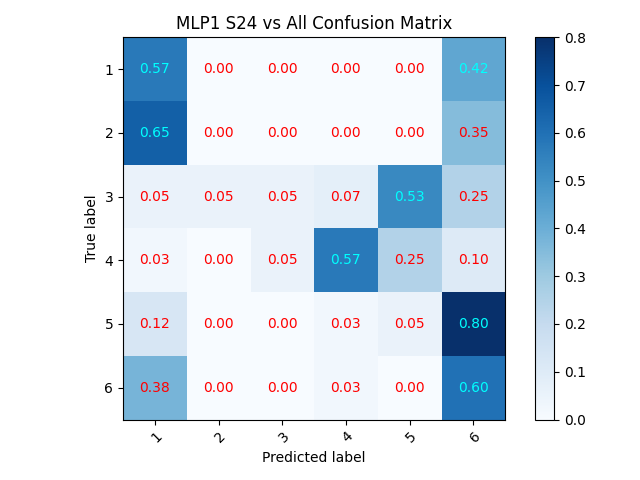 MLP1 S24 vs All Confusion Matrix
1 0.57 0.00 0.00 0.00 0.00 0.42
2 0.65 0.00 0.00 0.00 0.00 0.35
3 0.05 0.05 0.05 0.07 0.53 0.25
4 0.03 0.00 0.05 0.57 0.25 0.10
5 0.12 0.00 0.00 0.03 0.05 0.80
6 0.38 0.00 0.00 0.03 0.00 0.60
1 2 3 4 5 6
True label
Predicted label
0.8
0.7
0.6
0.5
0.4
0.3
0.2
0.1
0.0